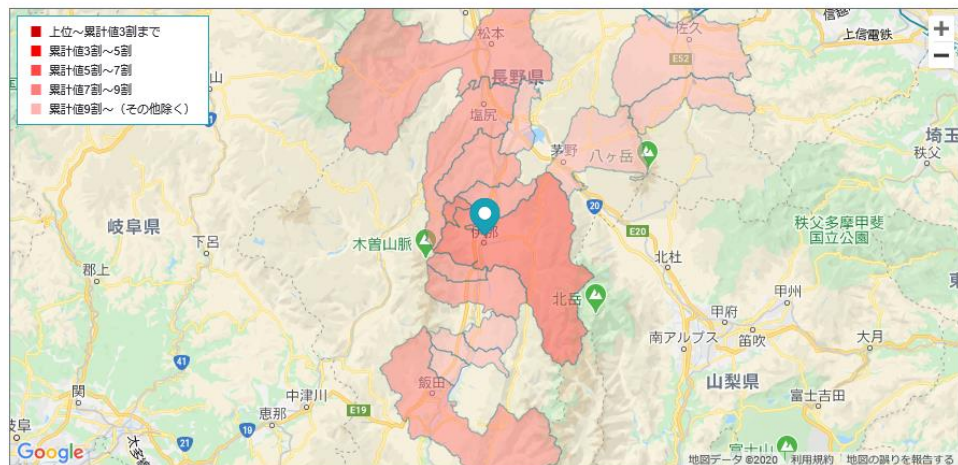 上位～累計値3割まで
累計値3割～5割
累計値5割～7割
累計値7割～9割
累計値9割～（その他除く）
松本
佐久
上信電鉄
E52
長野県
41
山
塩尻
茅野
八ヶ岳
埼玉
秩父
20
岐阜県
下呂
木曽山脈
E20
秩父多摩甲斐
国立公園
北杜
郡上
北岳
甲府
甲州
笛吹
南アルプス
大月
41
関
中津川
飯田
山梨県
富士吉田
恵那
E19
19
岐阜
21
太多
富士山
Google
地図データ ©2020
利用規約
地図の誤りを報告する